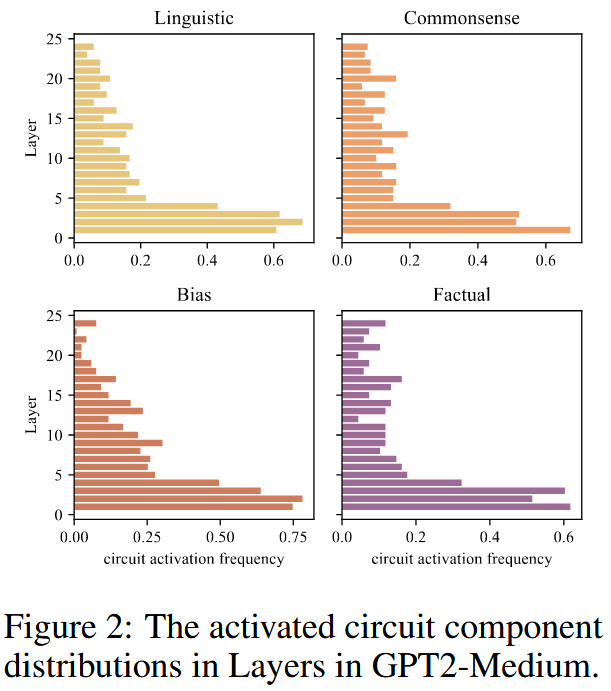 Linguistic
Commonsense
25
20
15
10
5
0
Layer
0.0 0.2 0.4 0.6
0.0 0.2 0.4 0.6
Bias
Factual
25
20
15
10
5
0
Layer
0.00 0.25 0.50 0.75
0.0 0.2 0.4 0.6
circuit activation frequency
circuit activation frequency
Figure 2: The activated circuit component
distributions in Layers in GPT2-Medium.